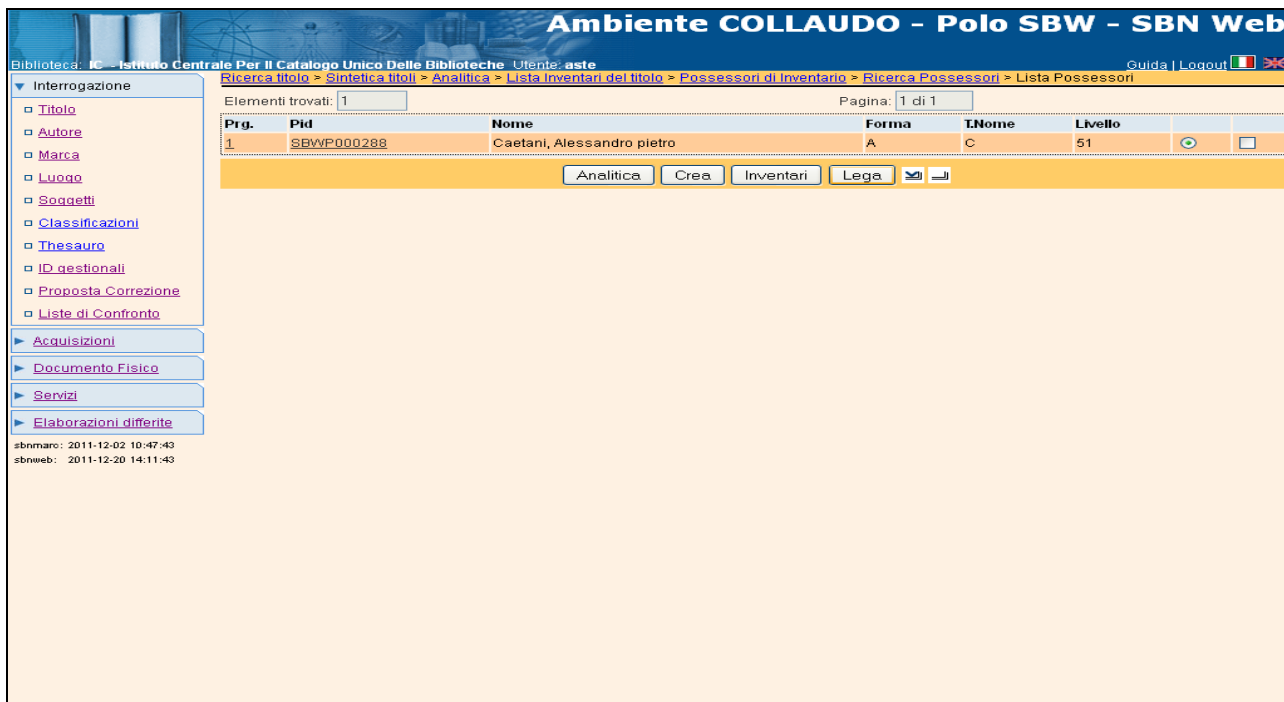 Ambiente COLLAUDO - Polo SBW - SBN Web
Biblioteca: IC - Istituto Centrale Per Il Catalogo Unico Delle Biblioteche Utente: aste
Guida | Logout
Ricerca titolo > Sintetica titoli > Analitica > Lista Inventari del titolo > Possessori di Inventario > Ricerca Possessori > Lista Possessori
Interrogazione
Titolo
Autore
Marca
Luogo
Soggetti
Classificazioni
Thesauro
ID gestionali
Proposta Correzione
Liste di Confronto
Acquisizioni
Documento Fisico
Servizi
Elaborazioni differite
sbnmarc: 2011-12-02 10:47:43
sbnweb: 2011-12-20 14:11:43
Elementi trovati: 1 Pagina: 1 di 1
Prg. Pid Nome Forma T.Nome Livello
1 SBWP000288 Caetani, Alessandro pietro A C 51
Analitica Crea Inventari Lega